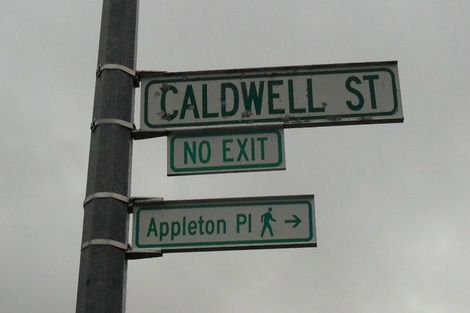 CALDWELL ST
NO EXIT
Appleton Pl